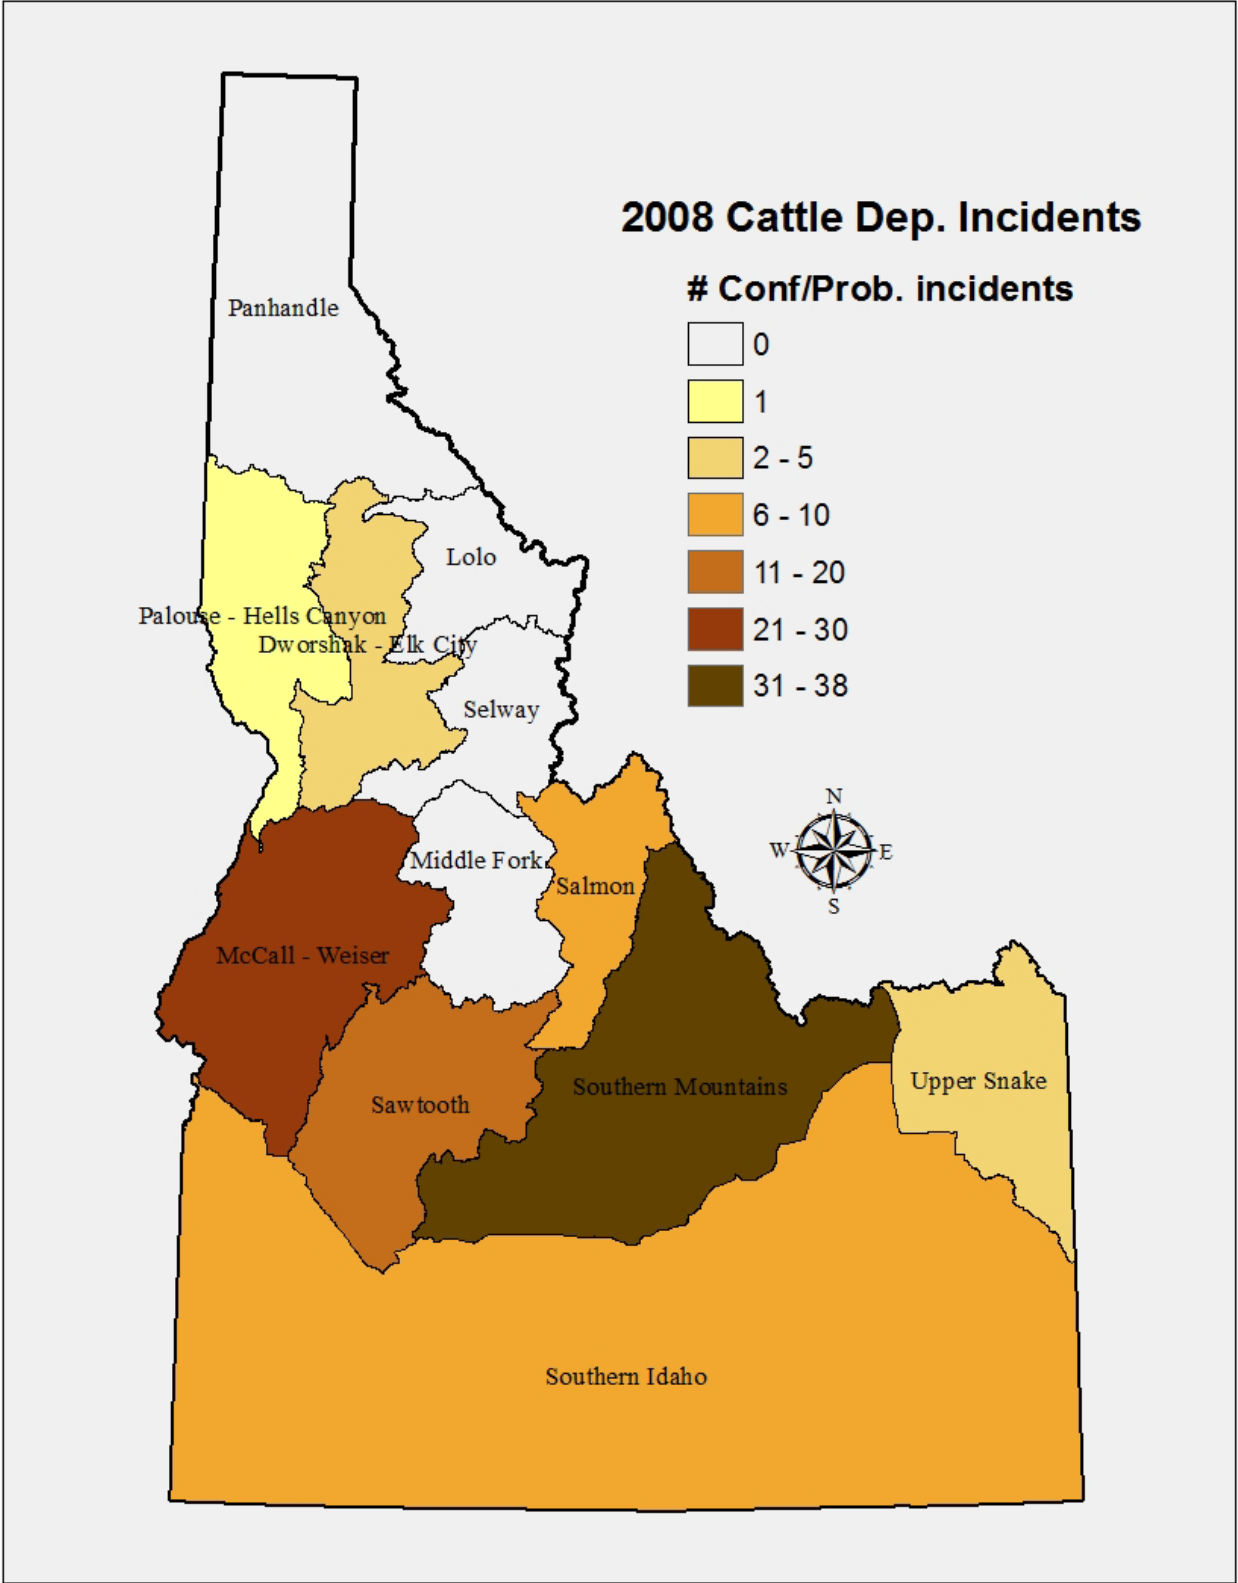 2008 Cattle Dep. Incidents
# Conf/Prob. incidents
0
1
2 - 5
6 - 10
11 - 20
21 - 30
31 - 38
Panhandle
Lolo
Palouse - Hells Canyon
Dworshak - Elk City
Selway
N
W
E
S
Middle Fork
Salmon
McCall - Weiser
Southern Mountains
Upper Snake
Sawtooth
Southern Idaho